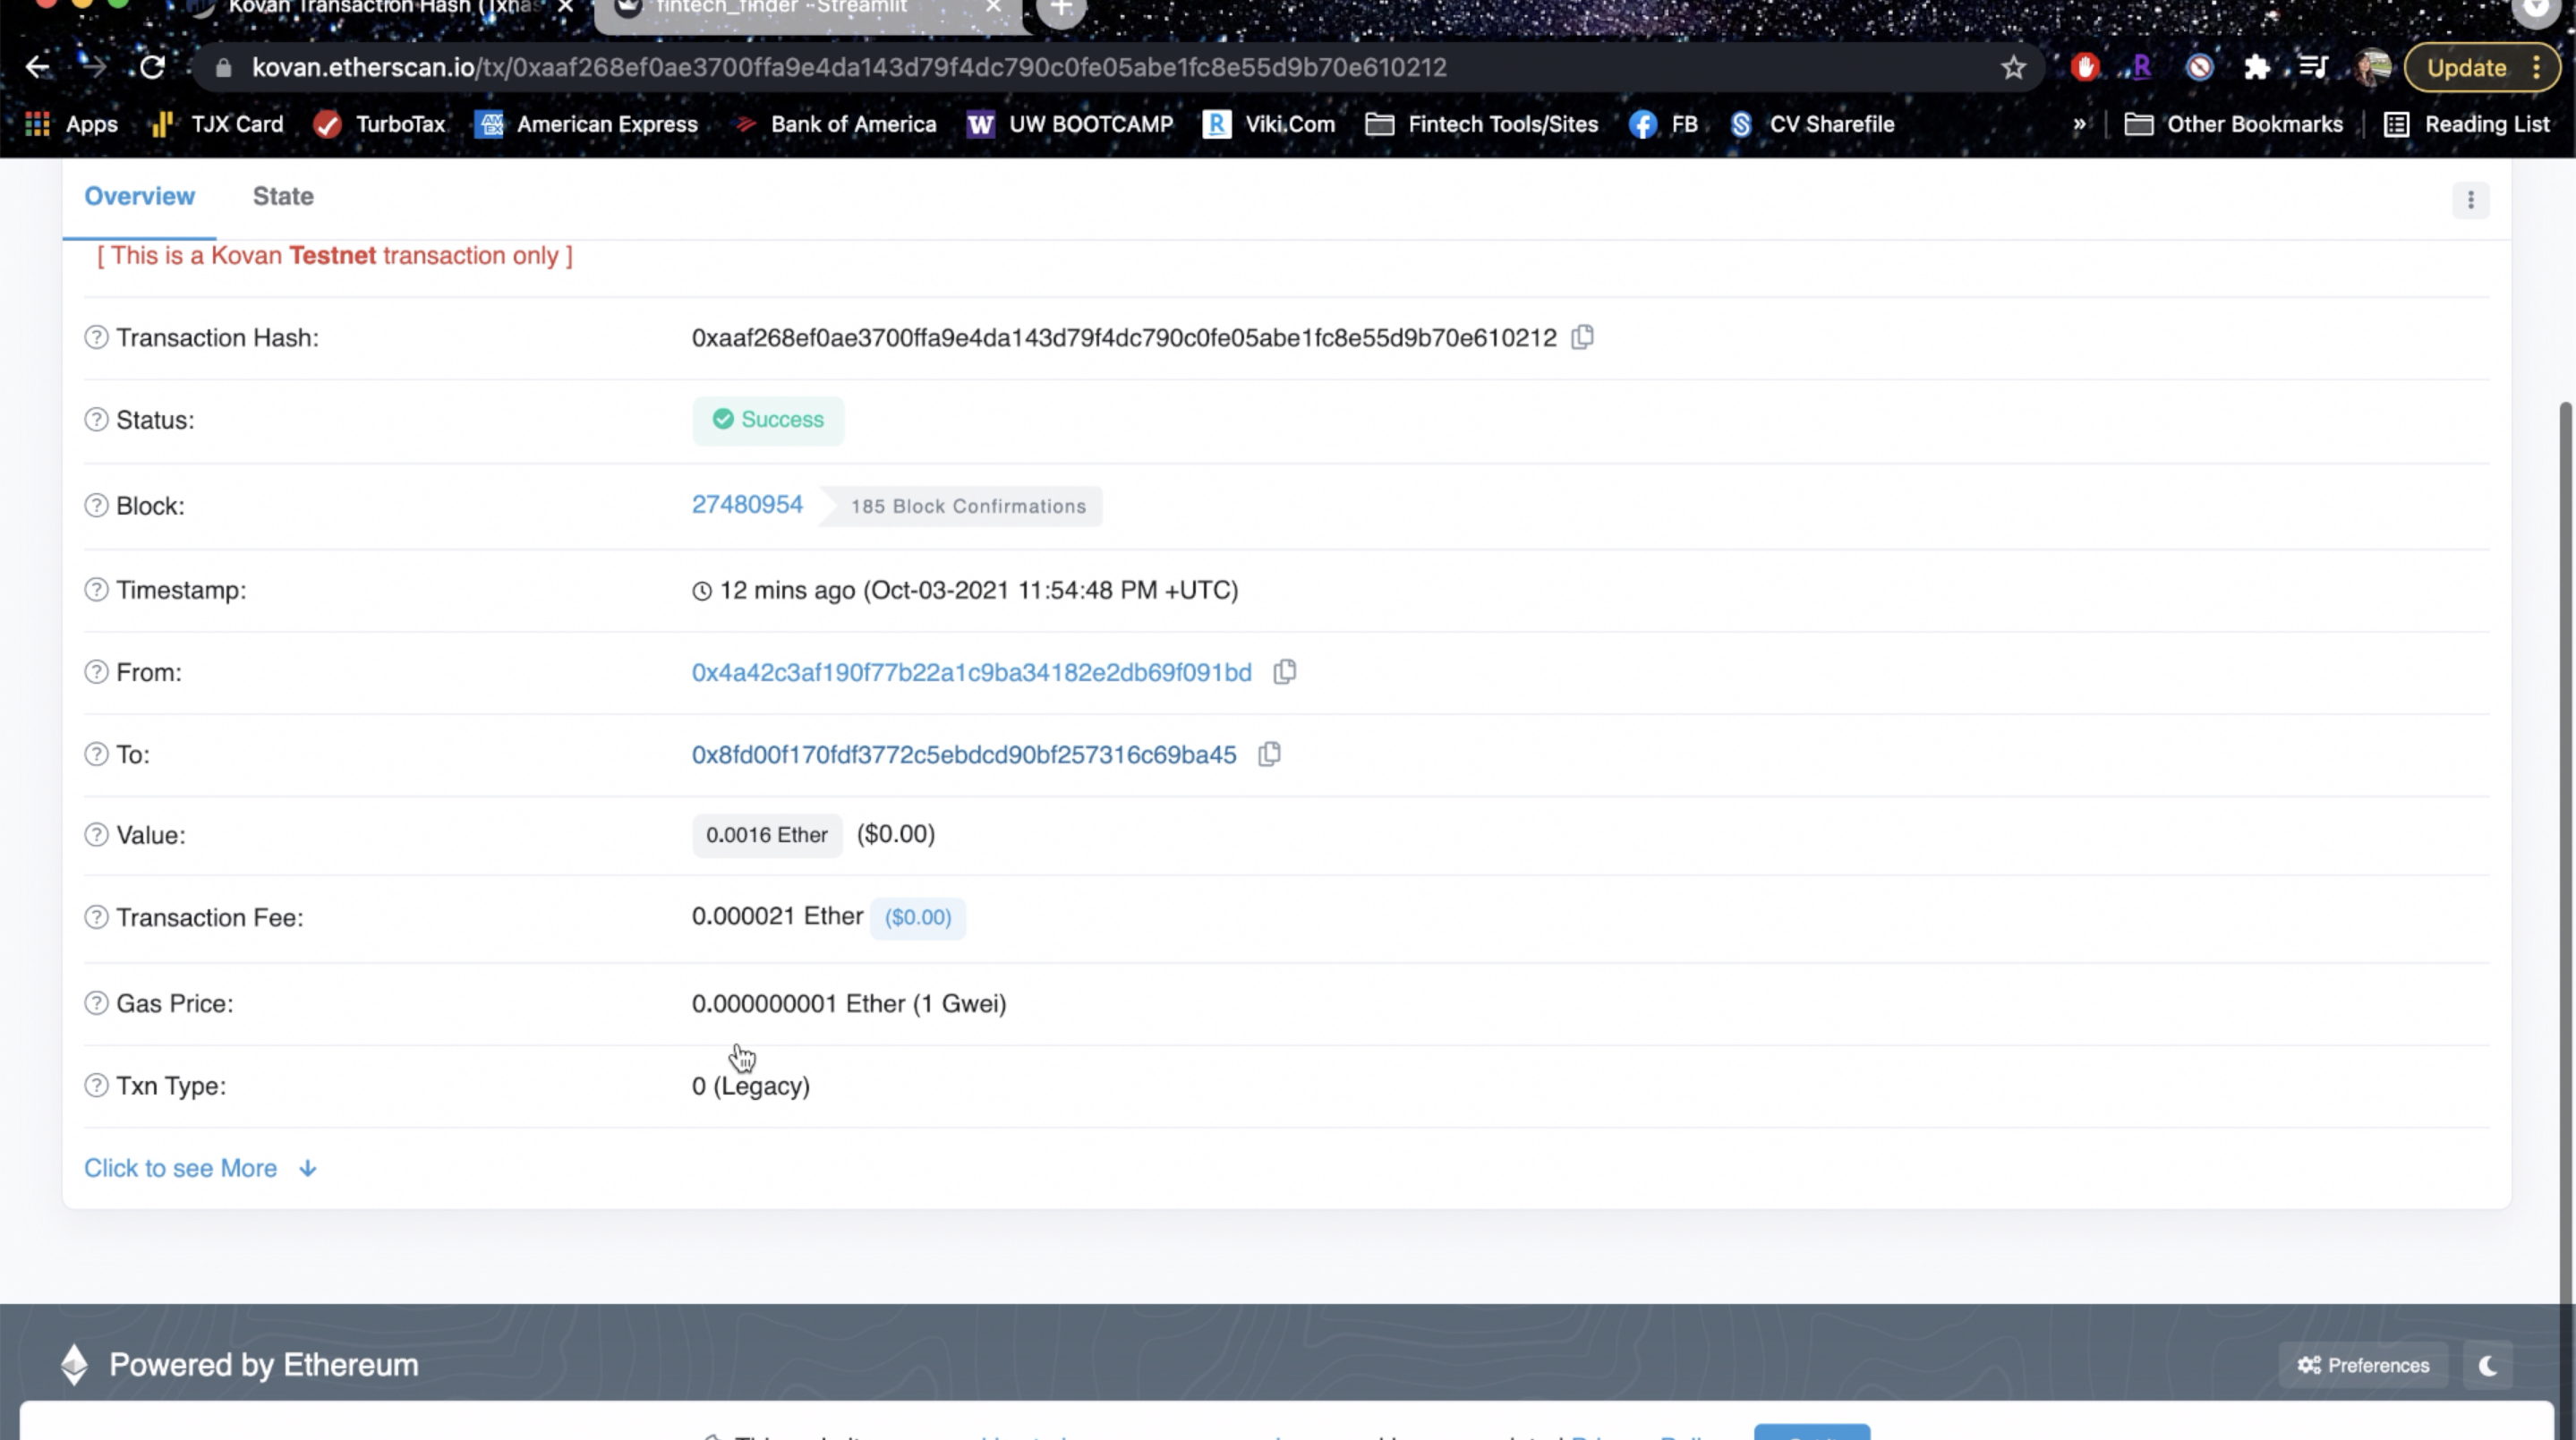 Kovan Transaction Hash (Txhas
fintech_finder · Streamlit
kovan.etherscan.io/tx/0xaaf268ef0ae3700ffa9e4da143d79f4dc790c0fe05abe1fc8e55d9b70e610212
Update
Apps TJX Card TurboTax American Express Bank of America UW BOOTCAMP Viki.Com Fintech Tools/Sites FB CV Sharefile » Other Bookmarks Reading List
Overview State
[ This is a Kovan Testnet transaction only ]
Transaction Hash: 0xaaf268ef0ae3700ffa9e4da143d79f4dc790c0fe05abe1fc8e55d9b70e610212
Status: Success
Block: 27480954 185 Block Confirmations
Timestamp: 12 mins ago (Oct-03-2021 11:54:48 PM +UTC)
From: 0x4a42c3af190f77b22a1c9ba34182e2db69f091bd
To: 0x8fd00f170fdf3772c5ebdcd90bf257316c69ba45
Value: 0.0016 Ether ($0.00)
Transaction Fee: 0.000021 Ether ($0.00)
Gas Price: 0.000000001 Ether (1 Gwei)
Txn Type: 0 (Legacy)
Click to see More
Powered by Ethereum
Preferences